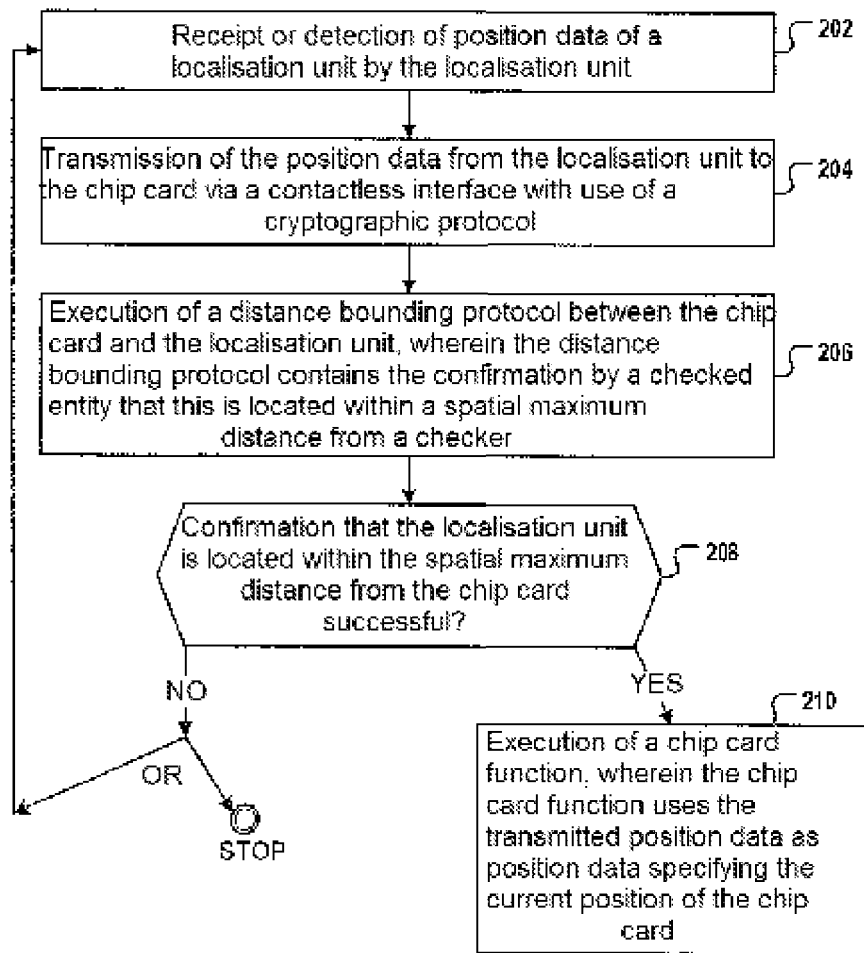 Receipt or detection of position data of a
localisation unit by the localisation unit
202
Transmission of the position data from the localisation unit to
the chip card via a contactless interface with use of a
cryptographic protocol
204
Execution of a distance bounding protocol between the chip
card and the localisation unit, wherein the distance
bounding protocol contains the confirmation by a checked
entity that this is located within a spatial maximum
distance from a checker
206
Confirmation that the localisation unit
is located within the spatial maximum
distance from the chip card
successful?
208
NO
YES
OR
STOP
210
Execution of a chip card
function, wherein the chip
card function uses the
transmitted position data as
position data specifying the
current position of the chip
card